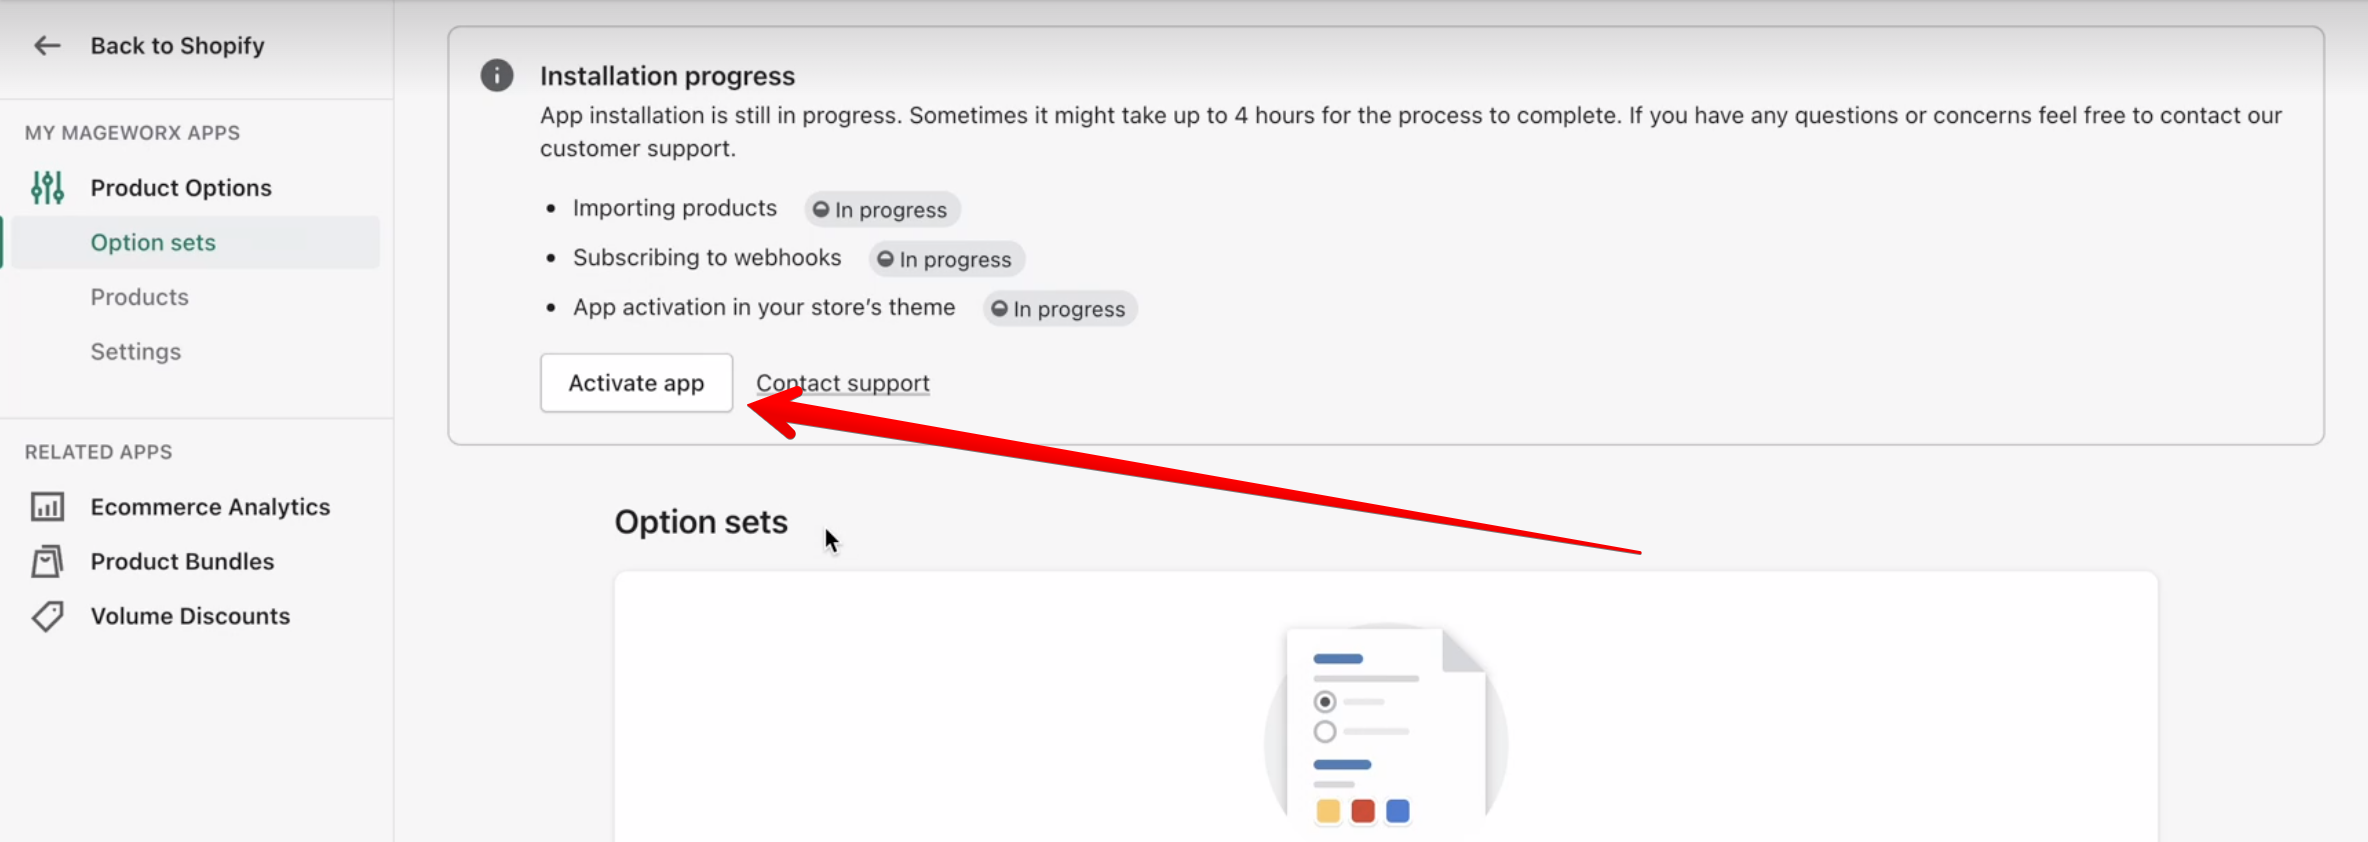 Back to Shopify
MY MAGEWORX APPS
Product Options
Option sets
Products
Settings
RELATED APPS
Ecommerce Analytics
Product Bundles
Volume Discounts
Installation progress
App installation is still in progress. Sometimes it might take up to 4 hours for the process to complete. If you have any questions or concerns feel free to contact our
customer support.
Importing products In progress
Subscribing to webhooks In progress
App activation in your store's theme In progress
Activate app Contact support
Option sets